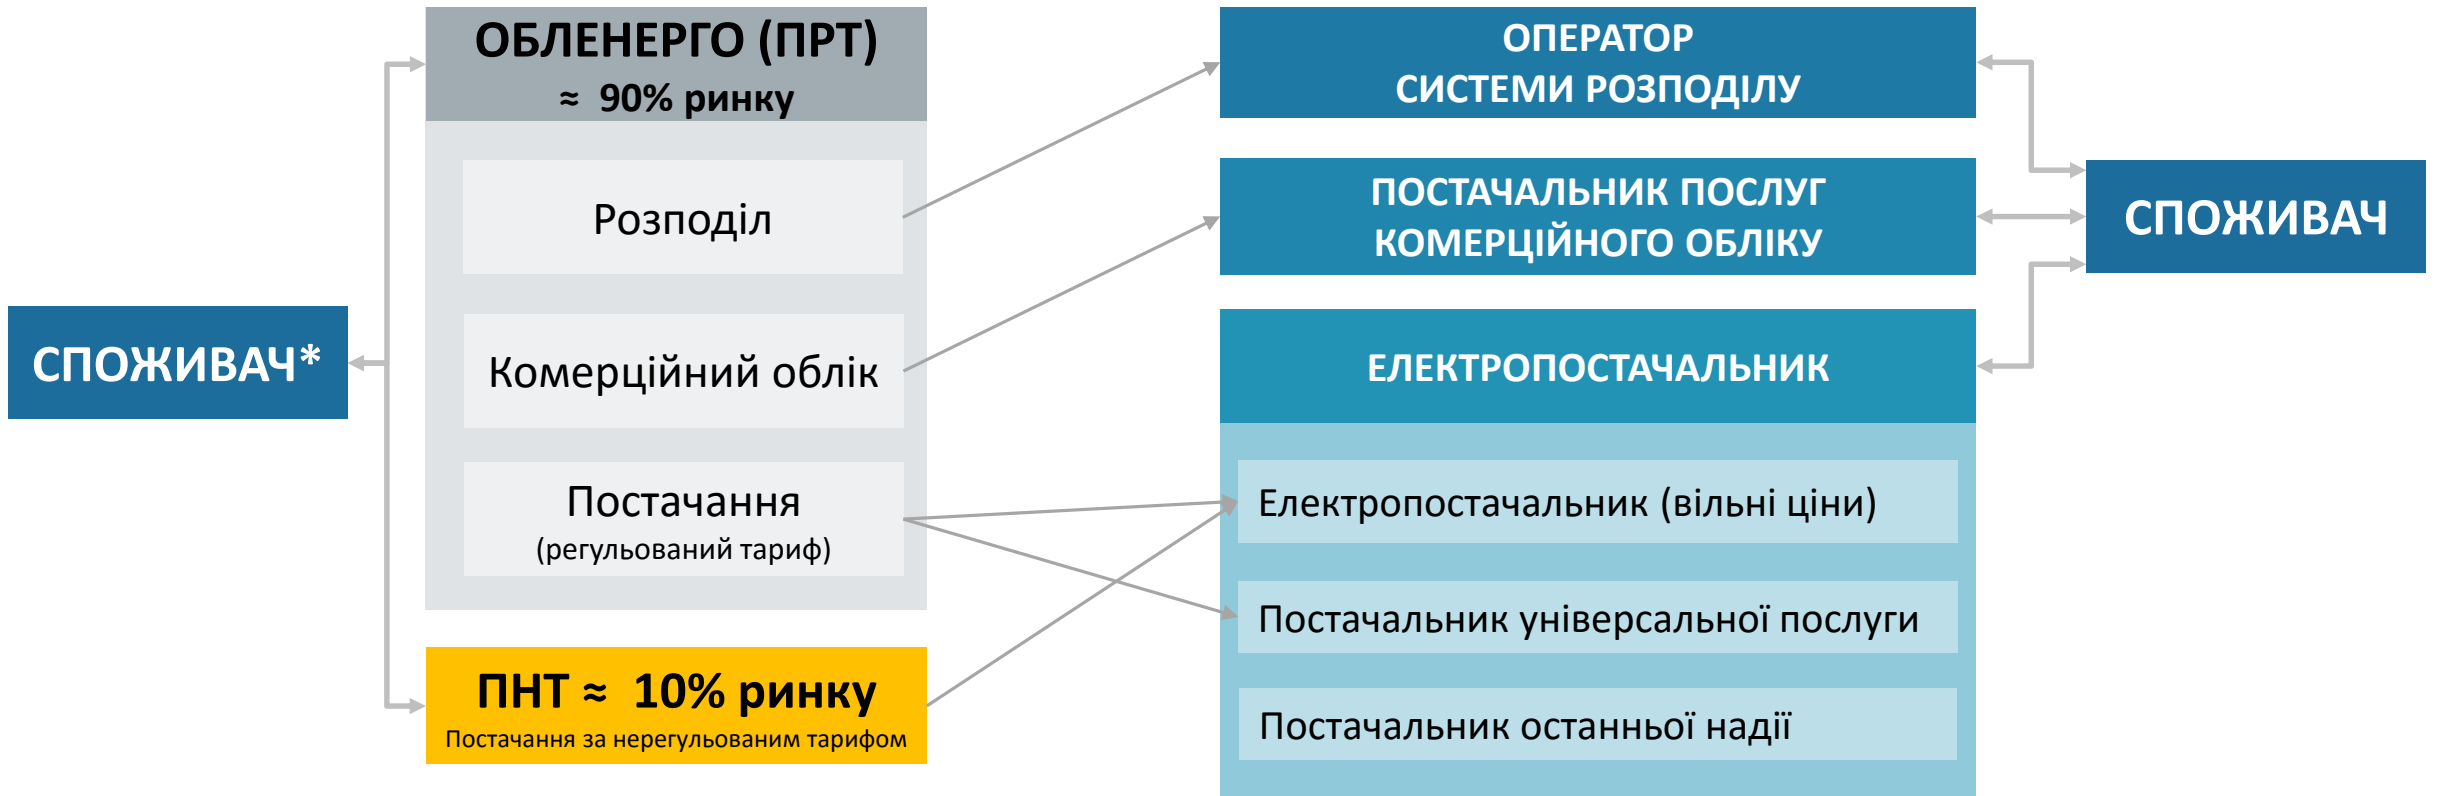 СПОЖИВАЧ*
ОБЛЕНЕРГО (ПРТ)
≈ 90% ринку
Розподіл
Комерційний облік
Постачання
(регульований тариф)
ПНТ ≈ 10% ринку
Постачання за нерегульованим тарифом
ОПЕРАТОР
СИСТЕМИ РОЗПОДІЛУ
ПОСТАЧАЛЬНИК ПОСЛУГ
КОМЕРЦІЙНОГО ОБЛІКУ
ЕЛЕКТРОПОСТАЧАЛЬНИК
Електропостачальник (вільні ціни)
Постачальник універсальної послуги
Постачальник останньої надії
СПОЖИВАЧ